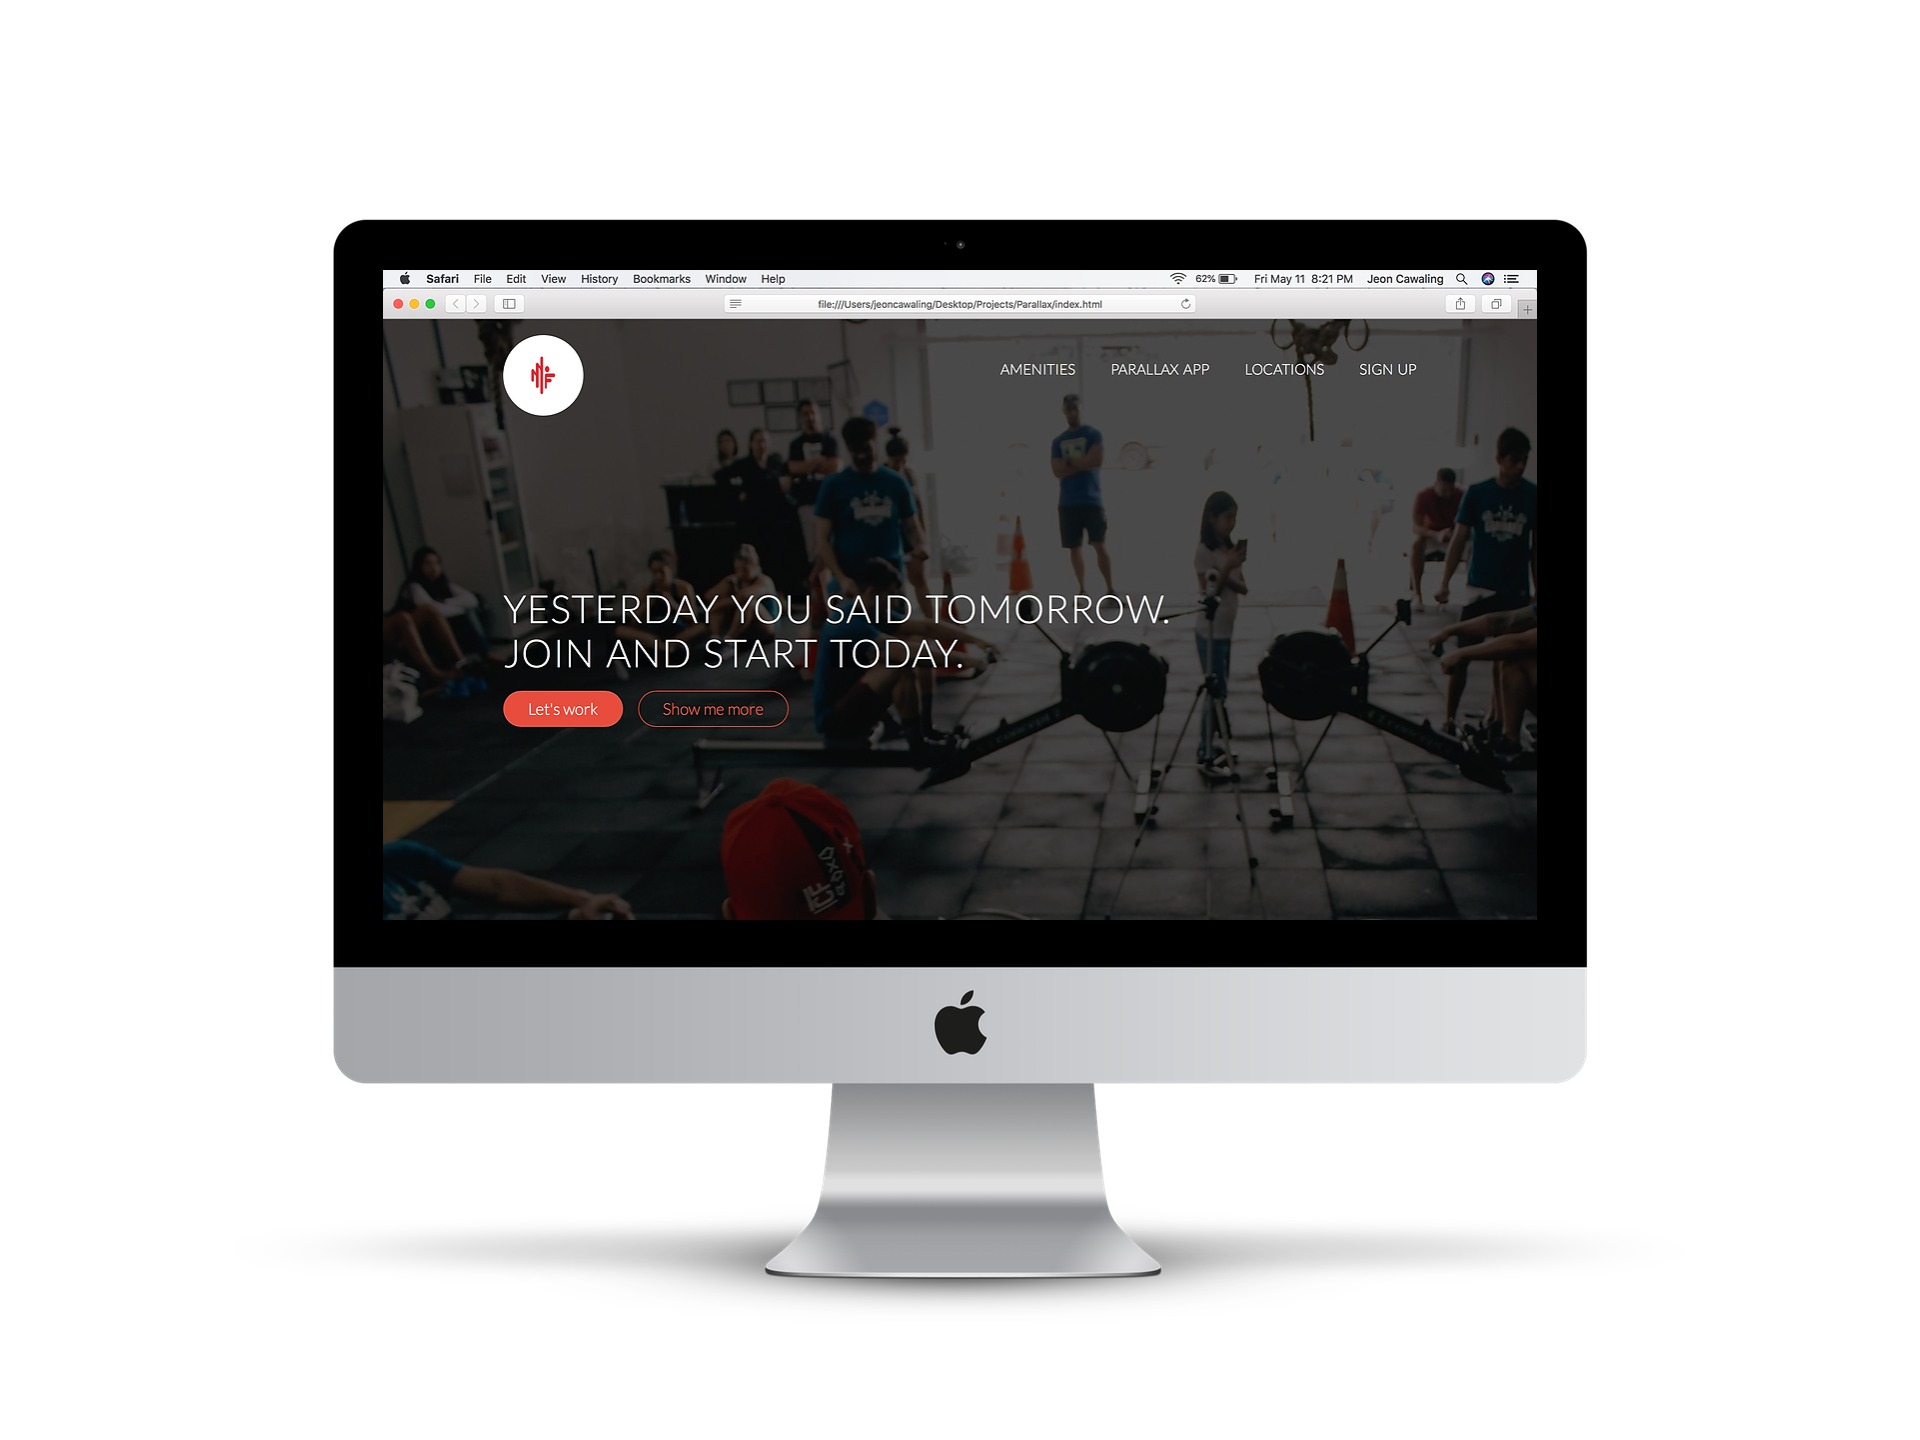 Safari File Edit View History Bookmarks Window Help 62% Fri May 11 8:21 PM Jeon Cawaling
file:///Users/jeoncawaling/Desktop/Projects/Parallax/index.html
AMENITIES PARALLAX APP LOCATIONS SIGN UP
YESTERDAY YOU SAID TOMORROW.
JOIN AND START TODAY.
Let's work Show me more